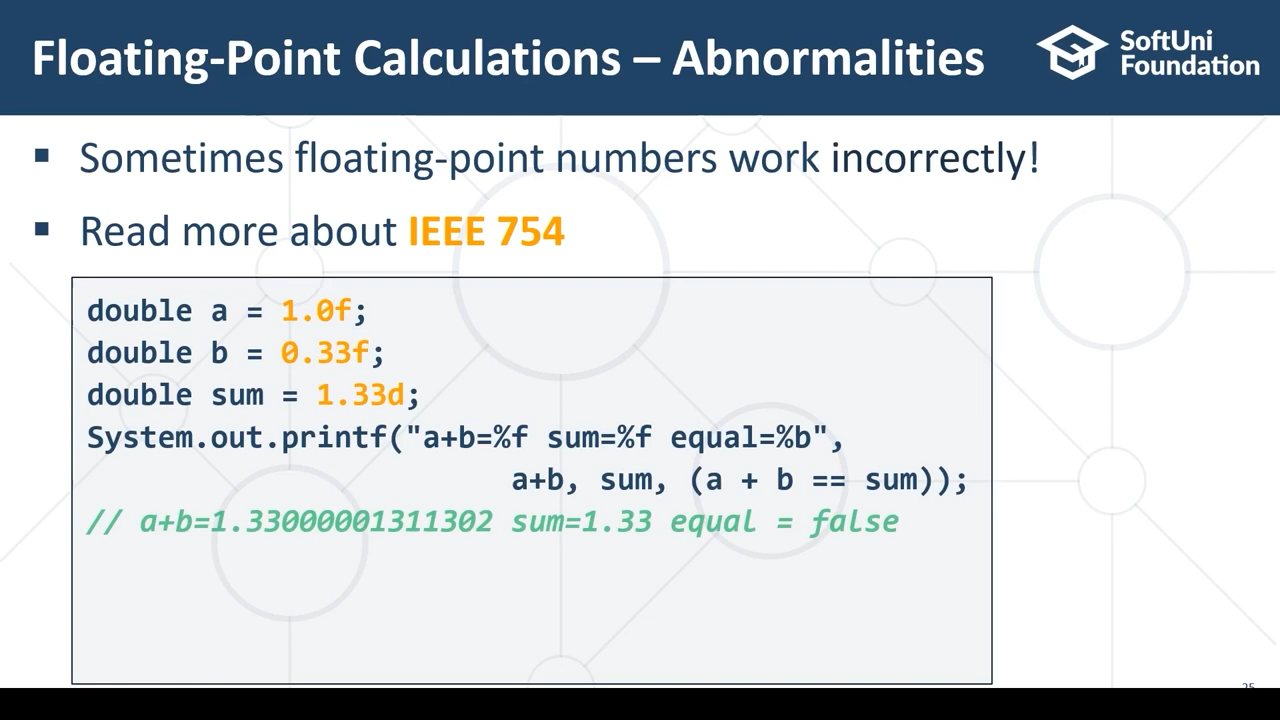 Floating-Point Calculations – Abnormalities
SoftUni
Foundation
▪ Sometimes floating-point numbers work incorrectly!
▪ Read more about IEEE 754
double a = 1.0f;
double b = 0.33f;
double sum = 1.33d;
System.out.printf("a+b=%f sum=%f equal=%b",
a+b, sum, (a + b == sum));
// a+b=1.33000001311302 sum=1.33 equal = false
25